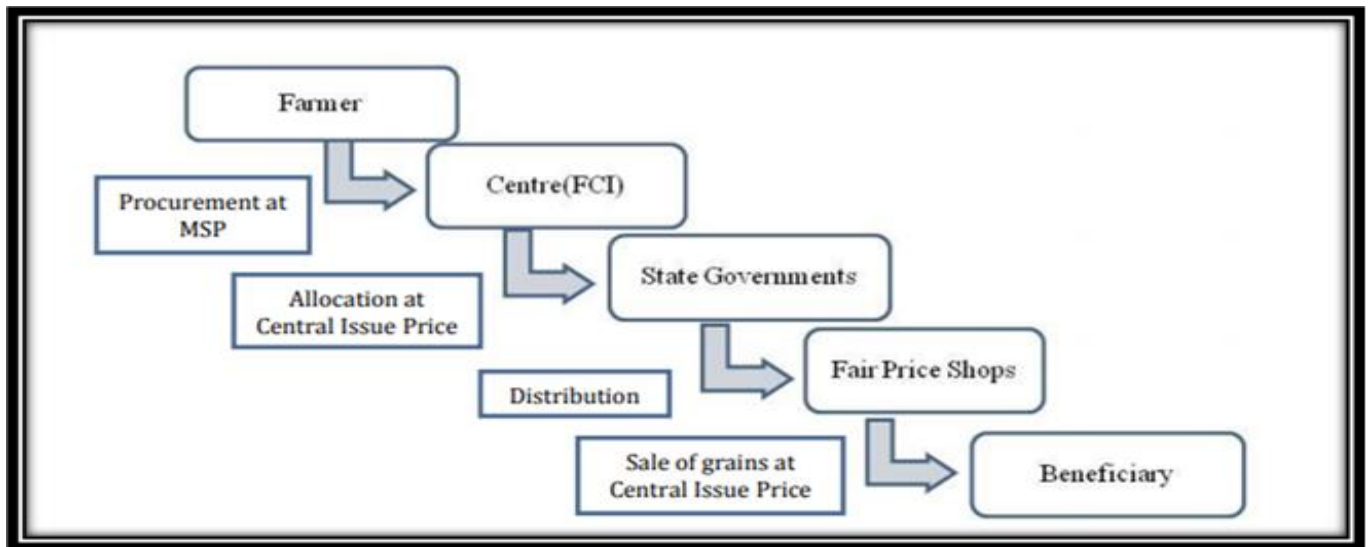 Farmer
Centre(FCI)
Procurement at
MSP
State Governments
Allocation at
Central Issue Price
Fair Price Shops
Distribution
Sale of grains at
Central Issue Price
Beneficiary